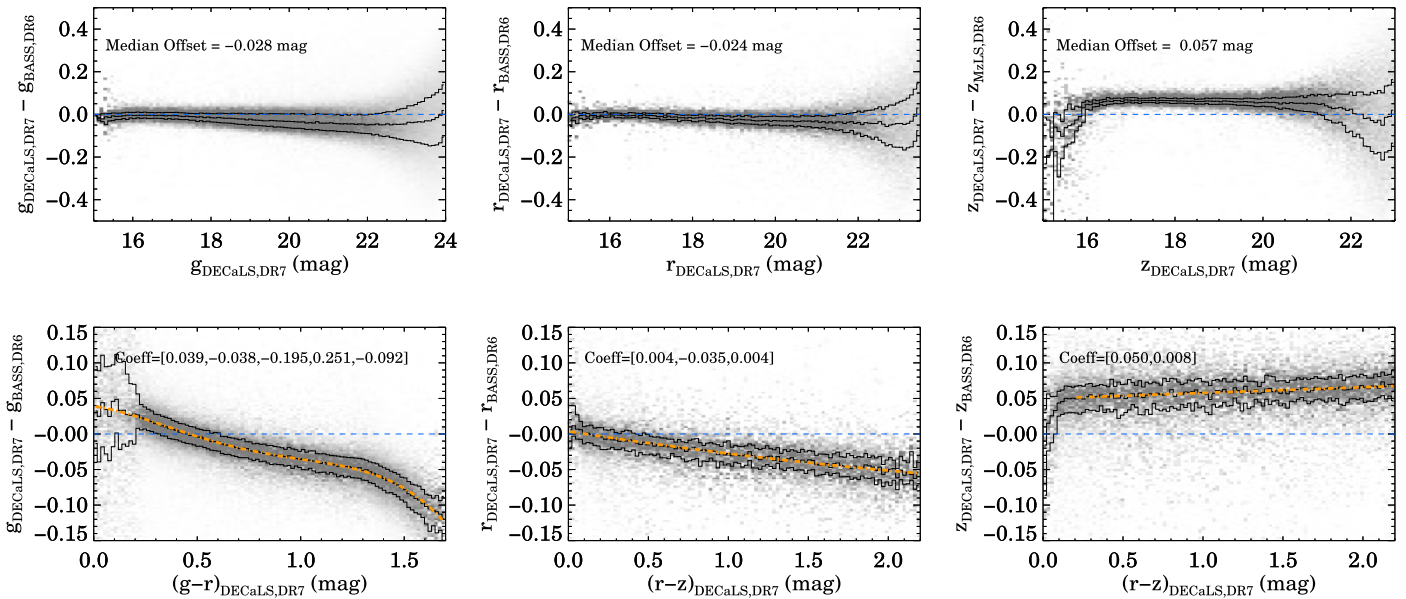 Median Offset = −0.028 mag
g_DECaLS,DR7 − g_BASS,DR6
0.4
0.2
0.0
−0.2
−0.4
16 18 20 22 24
g_DECaLS,DR7 (mag)
Median Offset = −0.024 mag
r_DECaLS,DR7 − r_BASS,DR6
0.4
0.2
0.0
−0.2
−0.4
16 18 20 22
r_DECaLS,DR7 (mag)
Median Offset = 0.057 mag
z_DECaLS,DR7 − z_MzLS,DR6
0.4
0.2
0.0
−0.2
−0.4
16 18 20 22
z_DECaLS,DR7 (mag)
Coeff=[0.039,−0.038,−0.195,0.251,−0.092]
g_DECaLS,DR7 − g_BASS,DR6
0.15
0.10
0.05
−0.00
−0.05
−0.10
−0.15
0.0 0.5 1.0 1.5
(g−r)_DECaLS,DR7 (mag)
Coeff=[0.004,−0.035,0.004]
r_DECaLS,DR7 − r_BASS,DR6
0.15
0.10
0.05
−0.00
−0.05
−0.10
−0.15
0.0 0.5 1.0 1.5 2.0
(r−z)_DECaLS,DR7 (mag)
Coeff=[0.050,0.008]
z_DECaLS,DR7 − z_BASS,DR6
0.15
0.10
0.05
−0.00
−0.05
−0.10
−0.15
0.0 0.5 1.0 1.5 2.0
(r−z)_DECaLS,DR7 (mag)